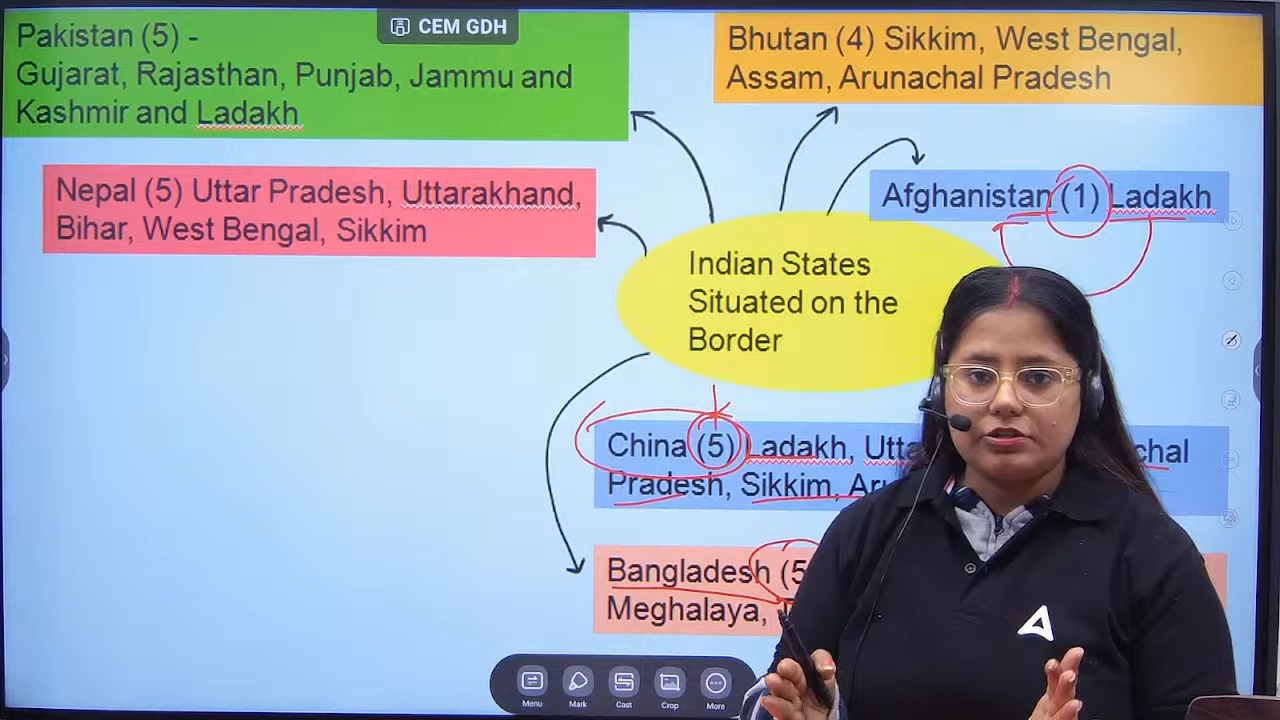 CEM GDH
Pakistan (5) -
Gujarat, Rajasthan, Punjab, Jammu and
Kashmir and Ladakh
Bhutan (4) Sikkim, West Bengal,
Assam, Arunachal Pradesh
Nepal (5) Uttar Pradesh, Uttarakhand,
Bihar, West Bengal, Sikkim
Afghanistan (1) Ladakh
Indian States
Situated on the
Border
China (5) Ladakh,
Pradesh, Sikkim,
Bangladesh (5
Meghalaya,
Menu
Mark
Cast
Crop
More